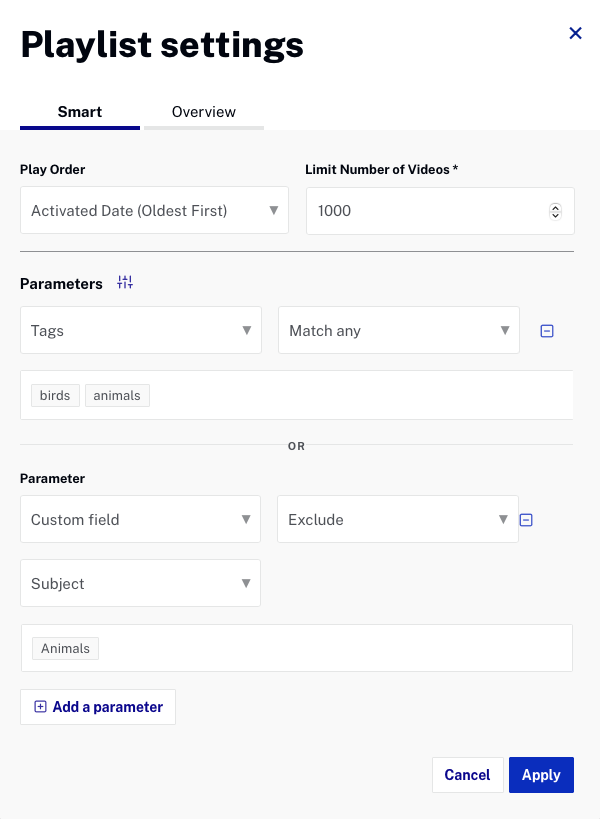 Playlist settings
Smart Overview
Play Order Limit Number of Videos *
Activated Date (Oldest First) 1000
Parameters
Tags Match any
birds animals
OR
Parameter
Custom field Exclude
Subject
Animals
Add a parameter
Cancel Apply